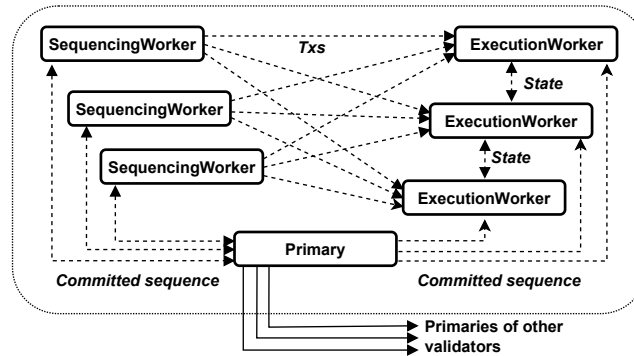 SequencingWorker
Txs
ExecutionWorker
State
SequencingWorker
ExecutionWorker
State
SequencingWorker
ExecutionWorker
Primary
Committed sequence
Committed sequence
Primaries of other
validators